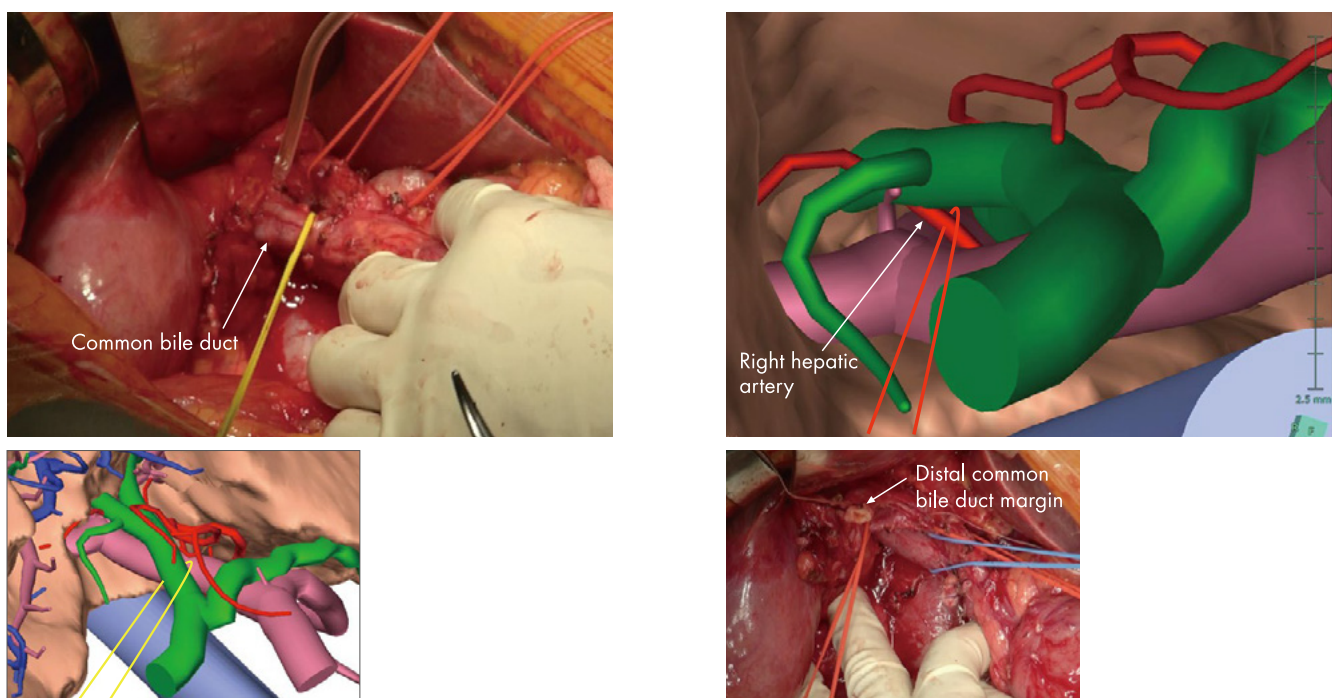 Common bile duct
Right hepatic
artery
2.5 mm
Distal common
bile duct margin